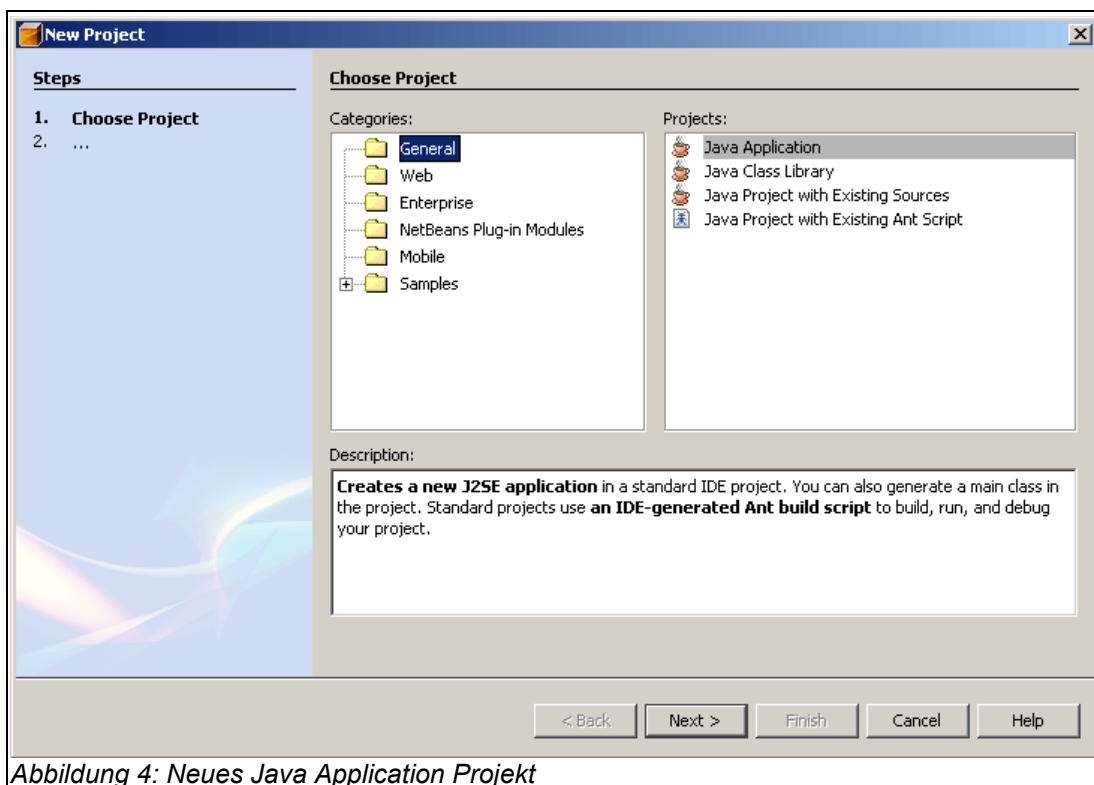 New Project
Steps
1. Choose Project
2. ...
Choose Project
Categories:
General
Web
Enterprise
NetBeans Plug-in Modules
Mobile
Samples
Projects:
Java Application
Java Class Library
Java Project with Existing Sources
Java Project with Existing Ant Script
Description:
Creates a new J2SE application in a standard IDE project. You can also generate a main class in
the project. Standard projects use an IDE-generated Ant build script to build, run, and debug
your project.
< Back
Next >
Finish
Cancel
Help
Abbildung 4: Neues Java Application Projekt